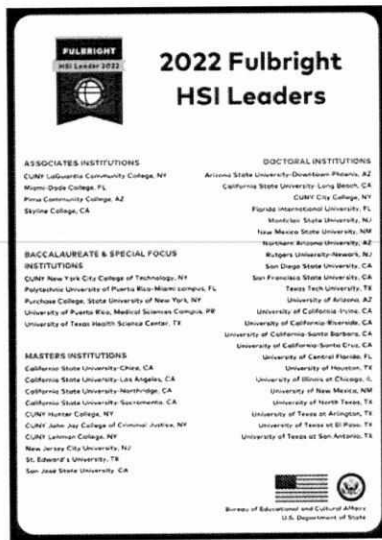 FULBRIGHT
HSI Leader 2022
2022 Fulbright
HSI Leaders
ASSOCIATES INSTITUTIONS
CUNY LaGuardia Community College, NY
Miami-Dade College, FL
Pima Community College, AZ
Skyline College, CA
BACCALAUREATE & SPECIAL FOCUS
INSTITUTIONS
CUNY New York City College of Technology, NY
Polytechnic University of Puerto Rico-Miami campus, FL
Purchase College, State University of New York, NY
University of Puerto Rico, Medical Sciences Campus, PR
University of Texas Health Science Center, TX
MASTERS INSTITUTIONS
California State University-Chico, CA
California State University-Los Angeles, CA
California State University-Northridge, CA
California State University-Sacramento, CA
CUNY Hunter College, NY
CUNY John Jay College of Criminal Justice, NY
CUNY Lehman College, NY
New Jersey City University, NJ
St. Edward's University, TX
San José State University, CA
DOCTORAL INSTITUTIONS
Arizona State University-Downtown Phoenix, AZ
California State University-Long Beach, CA
CUNY City College, NY
Florida International University, FL
Montclair State University, NJ
New Mexico State University, NM
Northern Arizona University, AZ
Rutgers University-Newark, NJ
San Diego State University, CA
San Francisco State University, CA
Texas Tech University, TX
University of Arizona, AZ
University of California-Irvine, CA
University of California-Riverside, CA
University of California-Santa Barbara, CA
University of California-Santa Cruz, CA
University of Central Florida, FL
University of Houston, TX
University of Illinois at Chicago, IL
University of New Mexico, NM
University of North Texas, TX
University of Texas at Arlington, TX
University of Texas at El Paso, TX
University of Texas at San Antonio, TX
Bureau of Educational and Cultural Affairs
U.S. Department of State